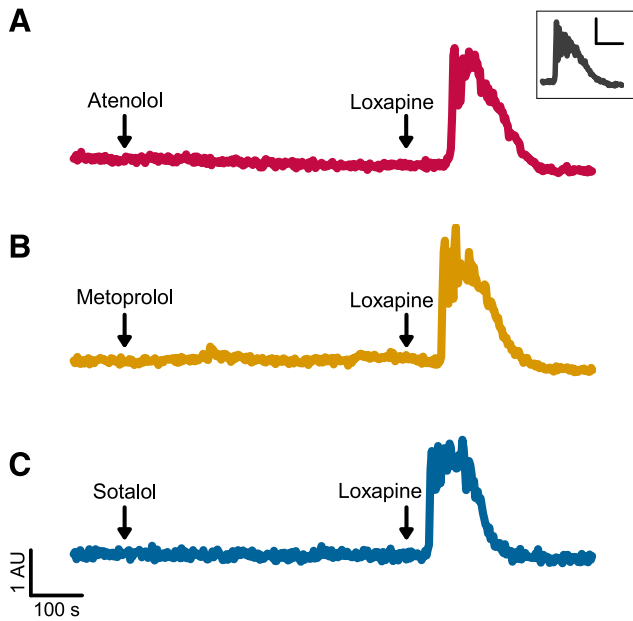 A
Atenolol
Loxapine
B
Metoprolol
Loxapine
C
Sotalol
Loxapine
1 AU
100 s